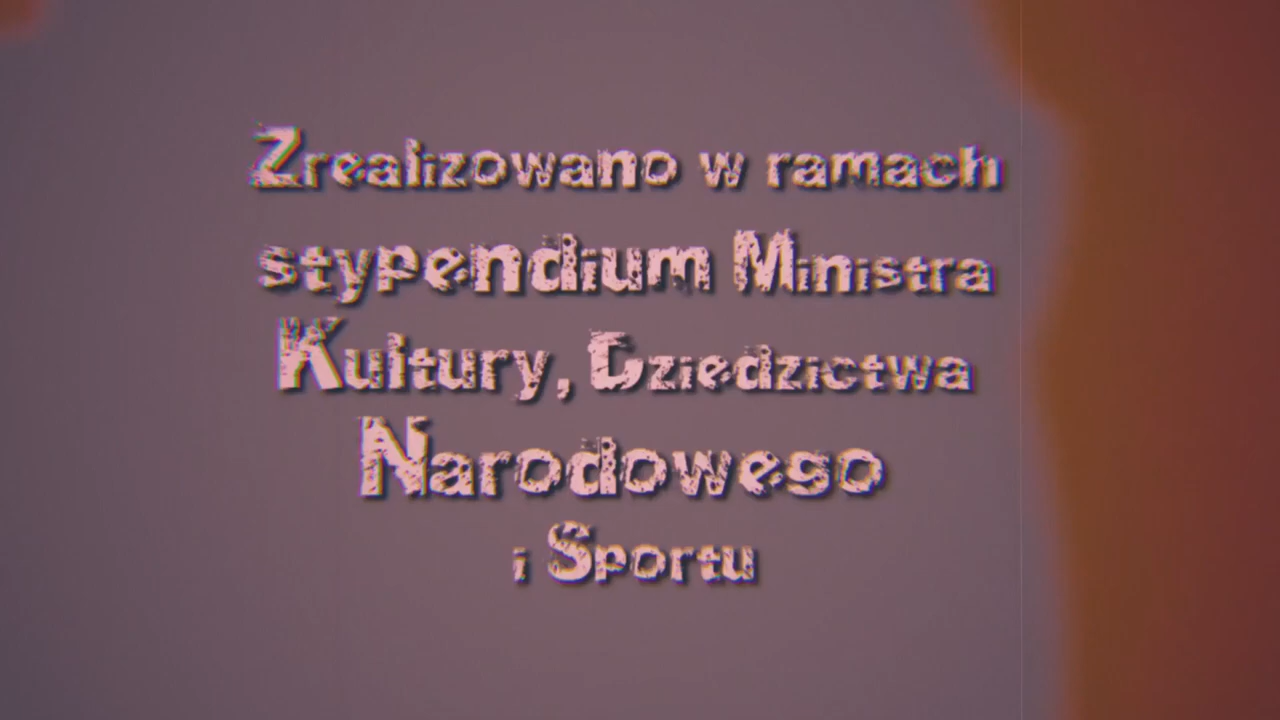 Zrealizowano w ramach
stypendium Ministra
Kultury, Dziedzictwa
Narodowego
i Sportu